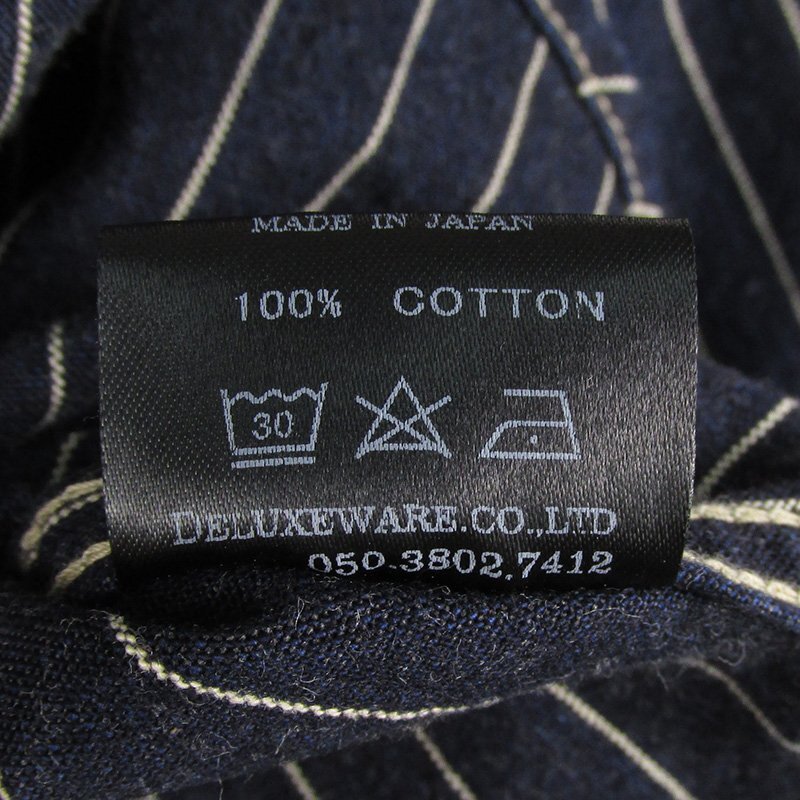 MADE IN JAPAN
100% COTTON
30
DELUXEWARE.CO.,LTD
050.3802.7412